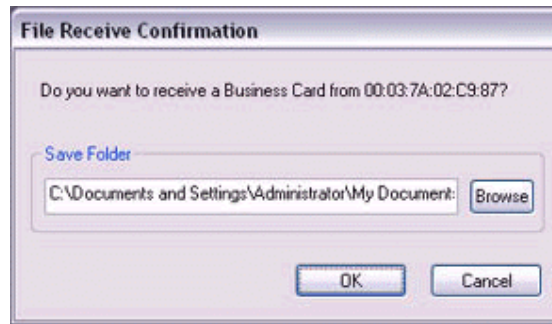 File Receive Confirmation
Do you want to receive a Business Card from 00:03:7A:02:C9:87?
Save Folder
C:\Documents and Settings\Administrator\My Document:
Browse
OK
Cancel